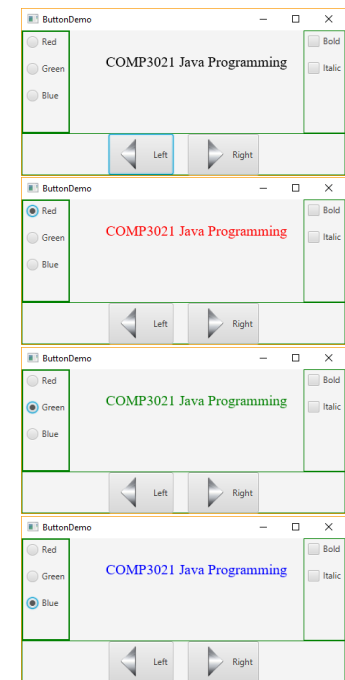 ButtonDemo
Red
Bold
COMP3021 Java Programming
Green
Italic
Blue
Left Right
ButtonDemo
Red
Bold
COMP3021 Java Programming
Green
Italic
Blue
Left Right
ButtonDemo
Red
Bold
COMP3021 Java Programming
Green
Italic
Blue
Left Right
ButtonDemo
Red
Bold
COMP3021 Java Programming
Green
Italic
Blue
Left Right